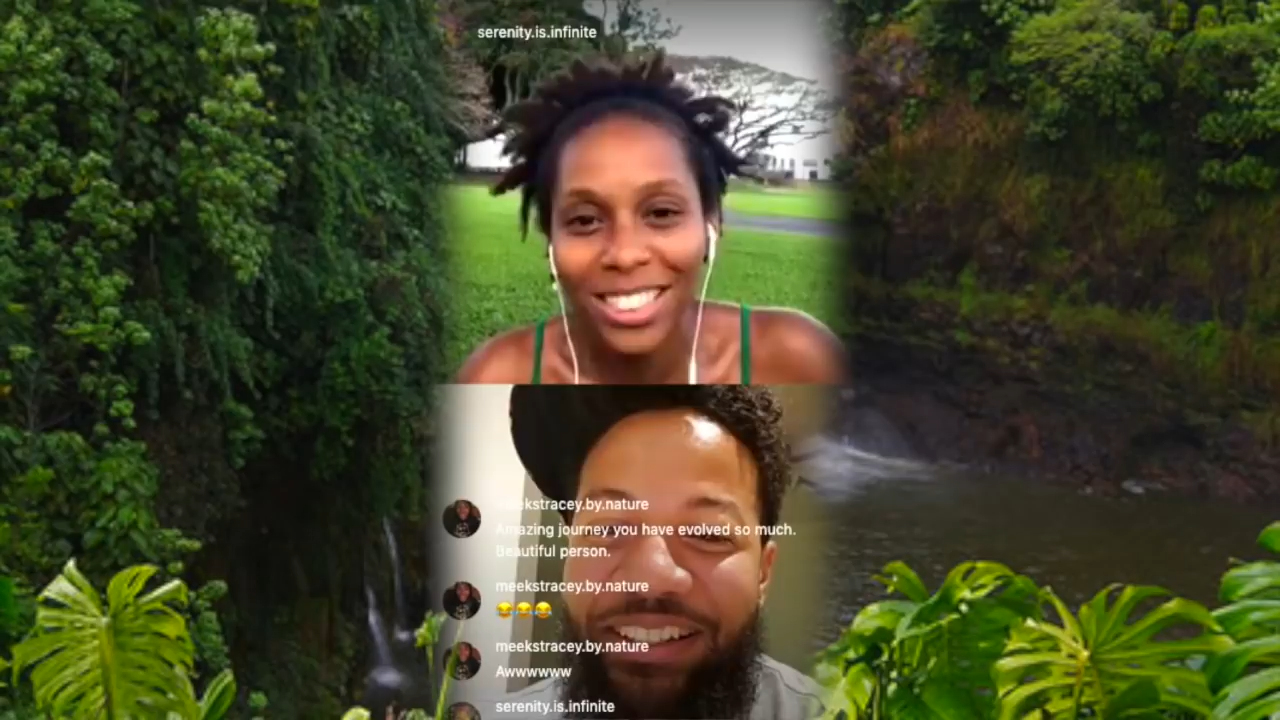 serenity.is.infinite
meekstracey.by.nature
Amazing journey you have evolved so much.
Beautiful person.
meekstracey.by.nature
😂😂😂
meekstracey.by.nature
Awwwwww
serenity.is.infinite